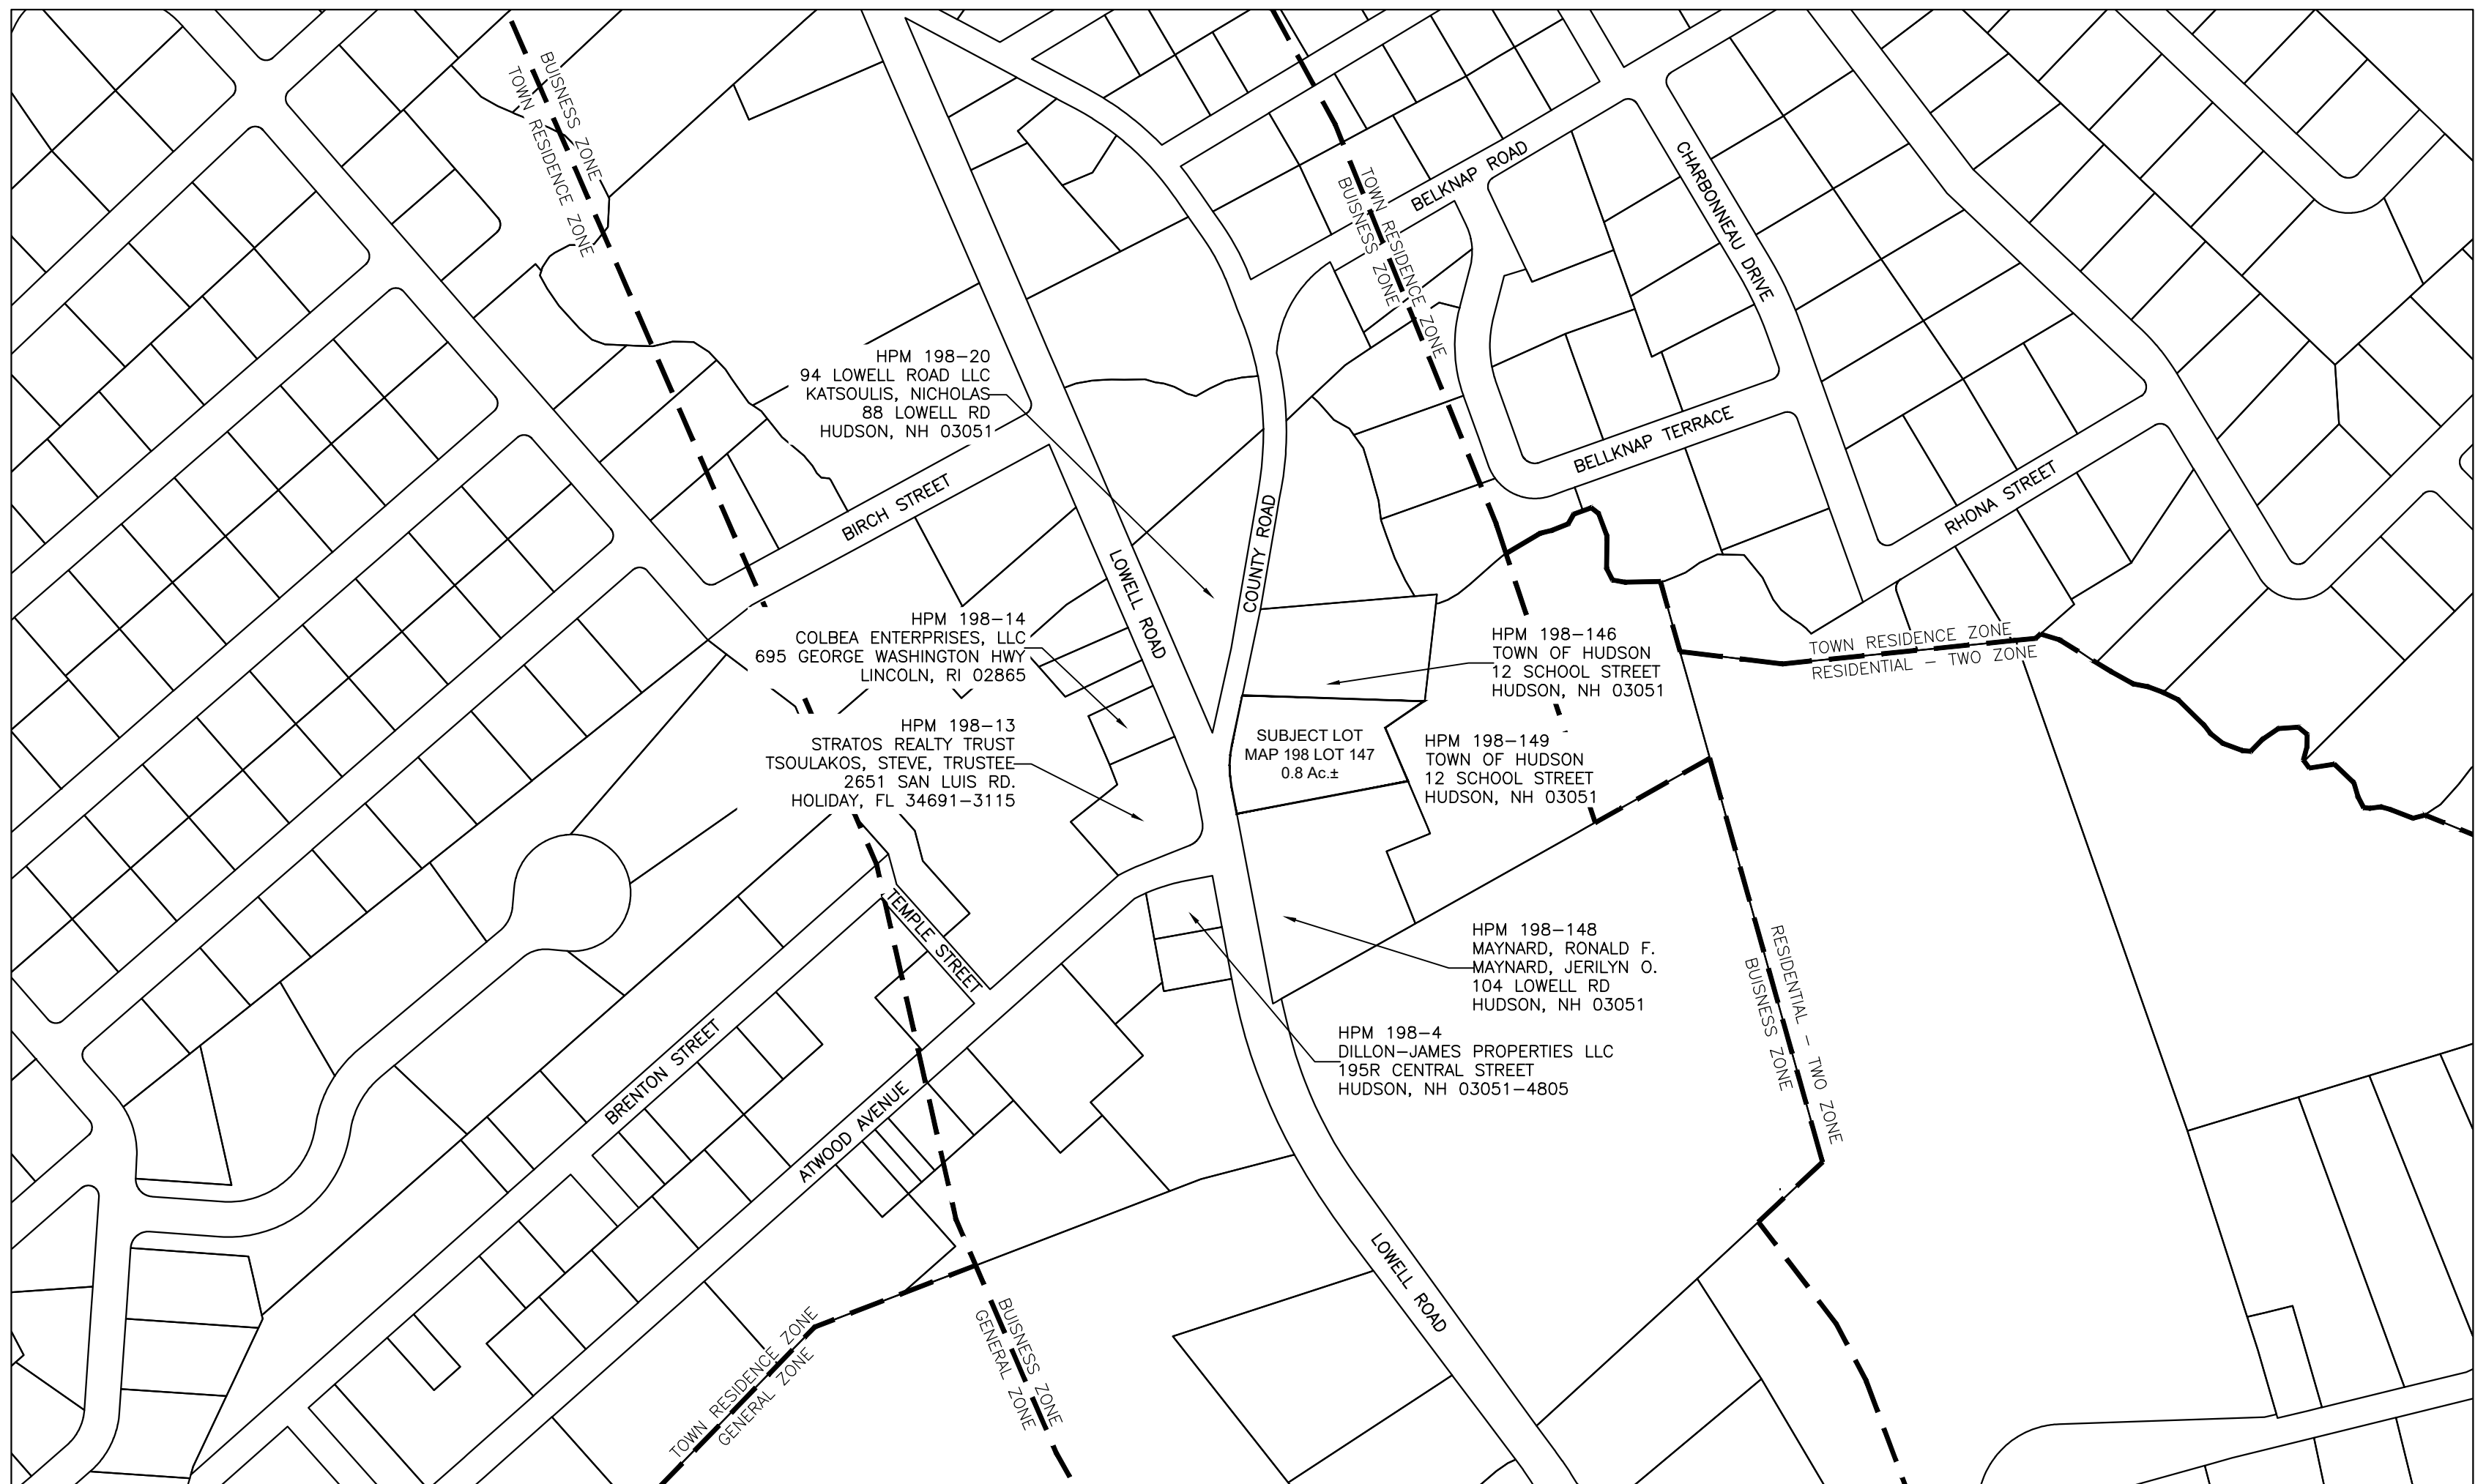 BUISNESS ZONE
TOWN RESIDENCE ZONE
TOWN RESIDENCE ZONE
BUISNESS ZONE
BELKNAP ROAD
CHARBONNEAU DRIVE
HPM 198-20
94 LOWELL ROAD LLC
KATSOULIS, NICHOLAS
88 LOWELL RD
HUDSON, NH 03051
BELLKNAP TERRACE
BIRCH STREET
RHONA STREET
COUNTY ROAD
LOWELL ROAD
HPM 198-14
COLBEA ENTERPRISES, LLC
695 GEORGE WASHINGTON HWY
LINCOLN, RI 02865
HPM 198-146
TOWN OF HUDSON
12 SCHOOL STREET
HUDSON, NH 03051
TOWN RESIDENCE ZONE
RESIDENTIAL - TWO ZONE
HPM 198-13
STRATOS REALTY TRUST
TSOULAKOS, STEVE, TRUSTEE
2651 SAN LUIS RD.
HOLIDAY, FL 34691-3115
SUBJECT LOT
MAP 198 LOT 147
0.8 Ac.±
HPM 198-149
TOWN OF HUDSON
12 SCHOOL STREET
HUDSON, NH 03051
TEMPLE STREET
HPM 198-148
MAYNARD, RONALD F.
MAYNARD, JERILYN O.
104 LOWELL RD
HUDSON, NH 03051
RESIDENTIAL - TWO ZONE
BUISNESS ZONE
HPM 198-4
DILLON-JAMES PROPERTIES LLC
195R CENTRAL STREET
HUDSON, NH 03051-4805
BRENTON STREET
ATWOOD AVENUE
LOWELL ROAD
TOWN RESIDENCE ZONE
GENERAL ZONE
BUISNESS ZONE
GENERAL ZONE